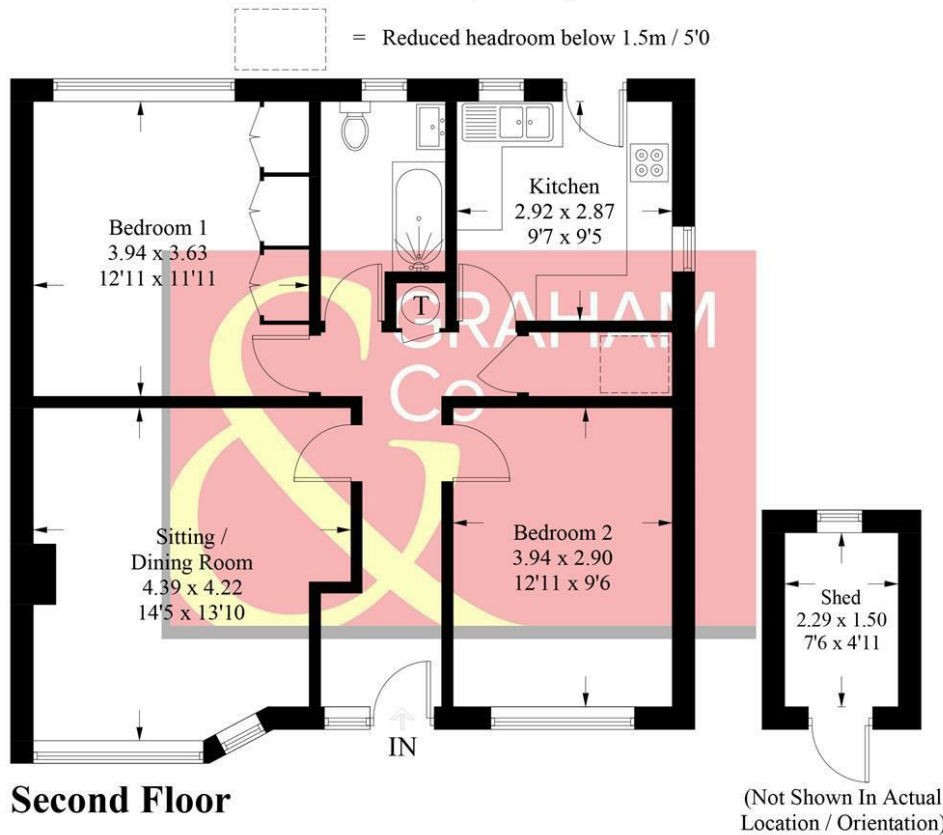 = Reduced headroom below 1.5m / 5'0
Kitchen
2.92 x 2.87
9'7 x 9'5
Bedroom 1
3.94 x 3.63
12'11 x 11'11
T
GRAHAM
&
Co
Sitting /
Dining Room
4.39 x 4.22
14'5 x 13'10
Bedroom 2
3.94 x 2.90
12'11 x 9'6
Shed
2.29 x 1.50
7'6 x 4'11
IN
Second Floor
(Not Shown In Actual
Location / Orientation)